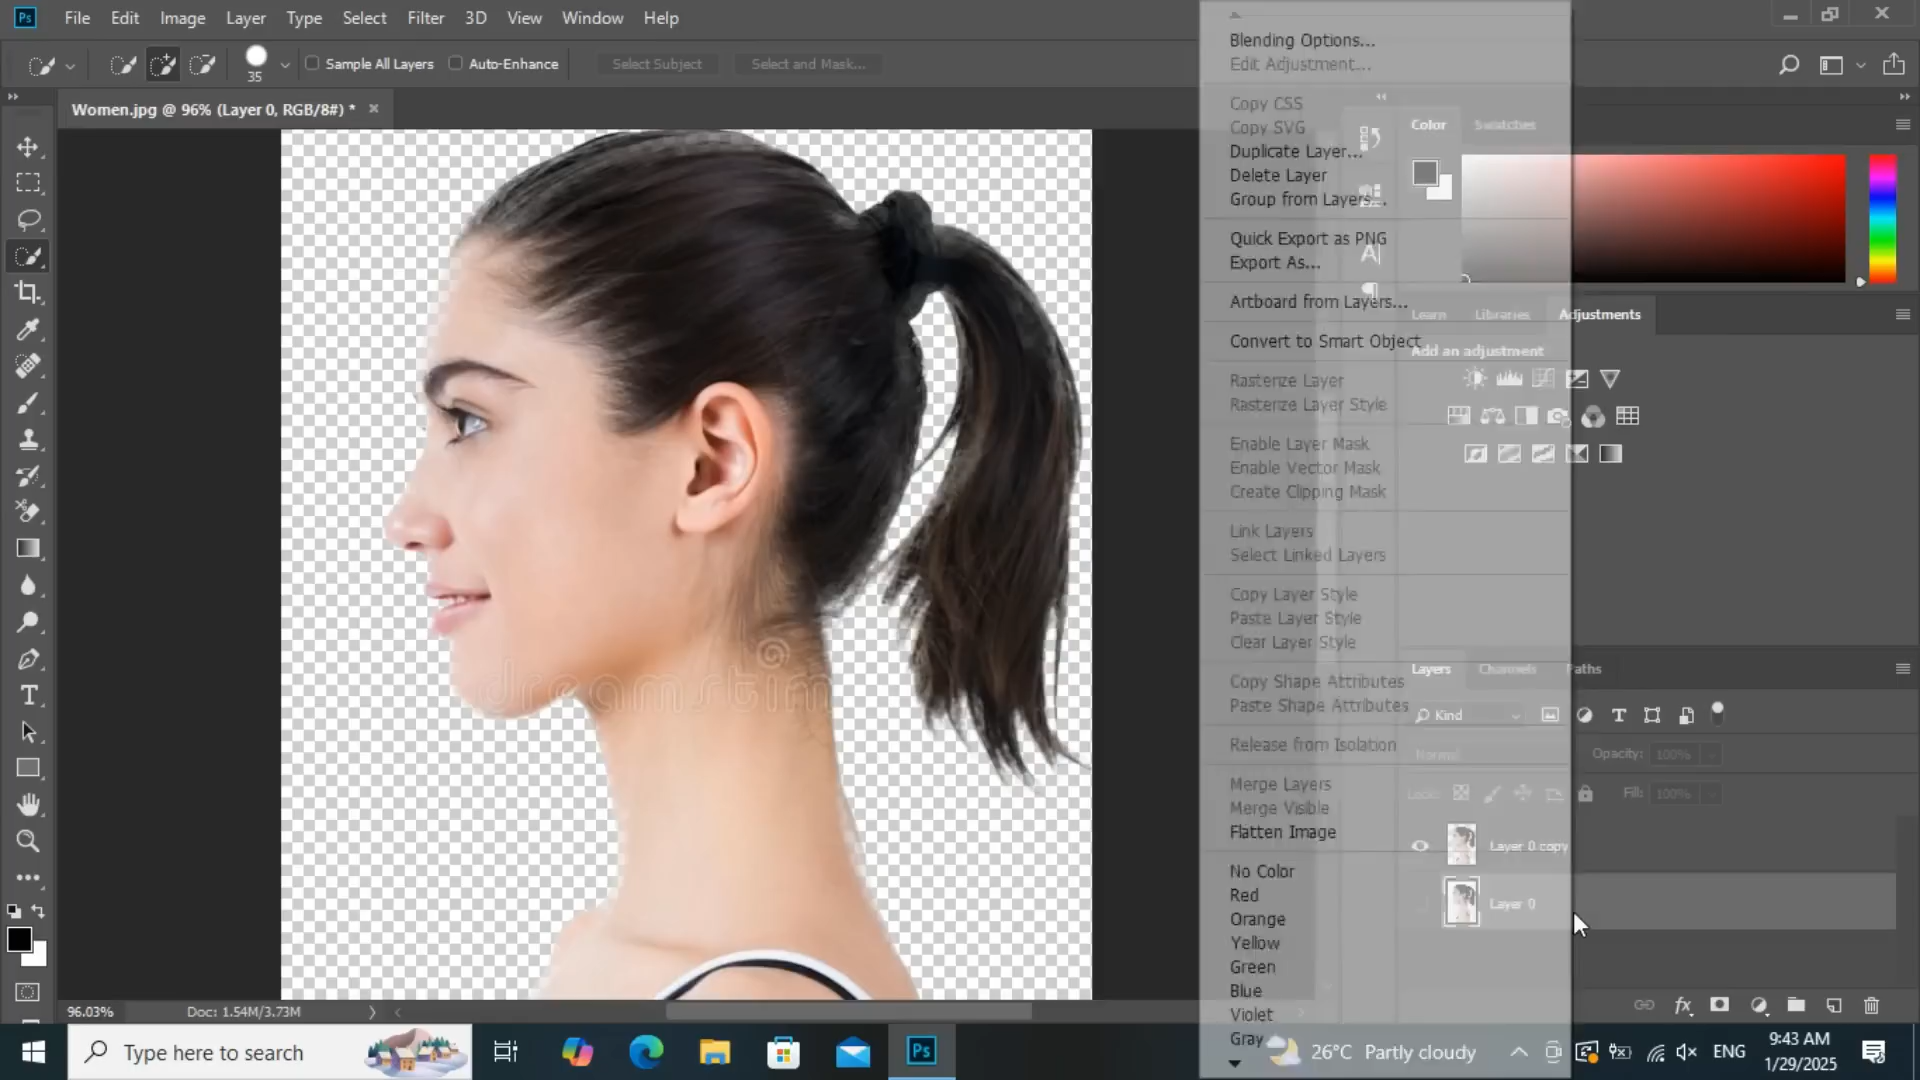 Ps File Edit Image Layer Type Select Filter 3D View Window Help
35 Sample All Layers Auto-Enhance Select Subject Select and Mask...
Women.jpg @ 96% (Layer 0, RGB/8#) *
dreamstim
96.03% Doc: 1.54M/3.73M
Blending Options...
Edit Adjustment...
Copy CSS
Copy SVG
Duplicate Layer...
Delete Layer
Group from Layers...
Quick Export as PNG
Export As...
Artboard from Layers...
Convert to Smart Object
Rasterize Layer
Rasterize Layer Style
Enable Layer Mask
Enable Vector Mask
Create Clipping Mask
Link Layers
Select Linked Layers
Copy Layer Style
Paste Layer Style
Clear Layer Style
Copy Shape Attributes
Paste Shape Attributes
Release from Isolation
Merge Layers
Merge Visible
Flatten Image
No Color
Red
Orange
Yellow
Green
Blue
Violet
Gray
Color Swatches
Learn Libraries Adjustments
Add an adjustment
Layers Channels Paths
Kind
Normal Opacity: 100%
Lock: Fill: 100%
Layer 0 copy
Layer 0
Type here to search
Ps
26°C Partly cloudy
ENG
9:43 AM
1/29/2025